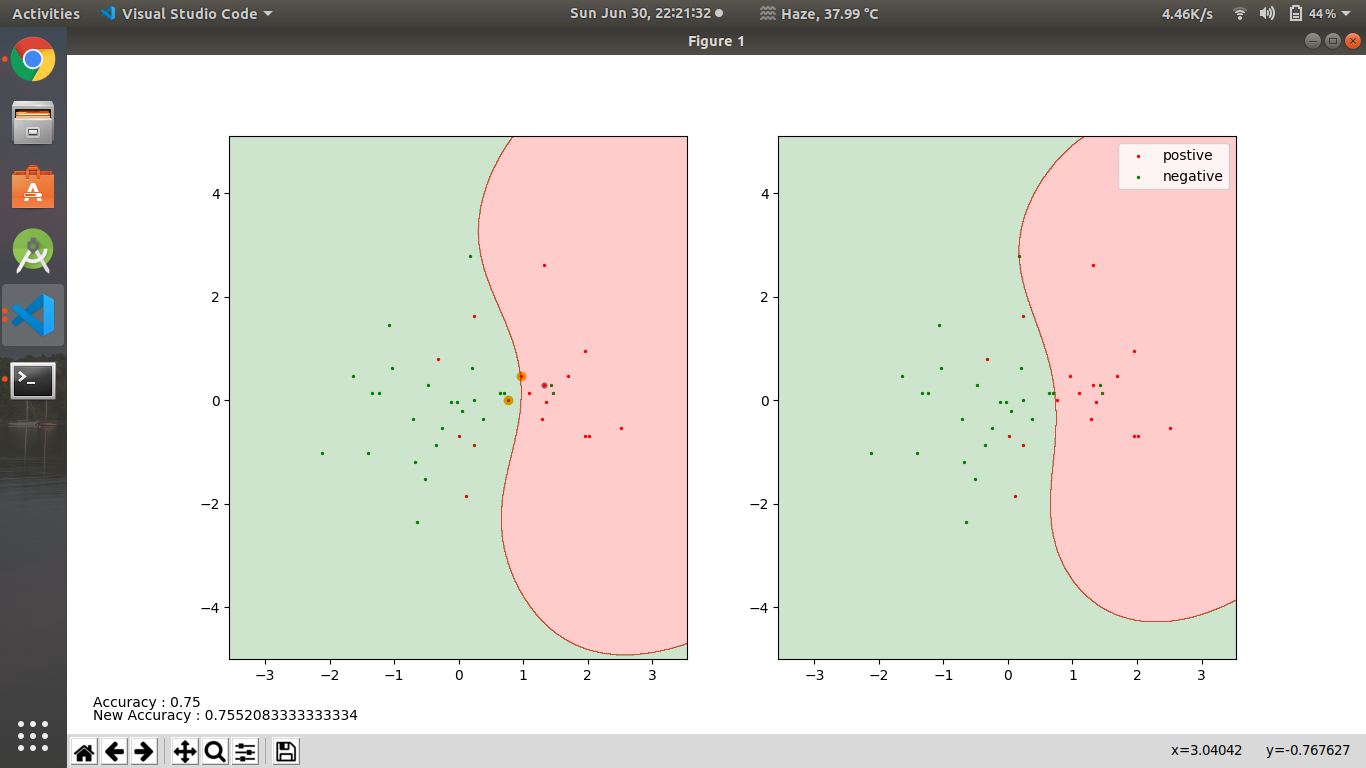 Activities Visual Studio Code Sun Jun 30, 22:21:32 Haze, 37.99 °C 4.46K/s 44%
Figure 1
postive
negative
4 4
2 2
0 0
−2 −2
−4 −4
−3 −2 −1 0 1 2 3 −3 −2 −1 0 1 2 3
Accuracy : 0.75
New Accuracy : 0.7552083333333334
x=3.04042 y=-0.767627